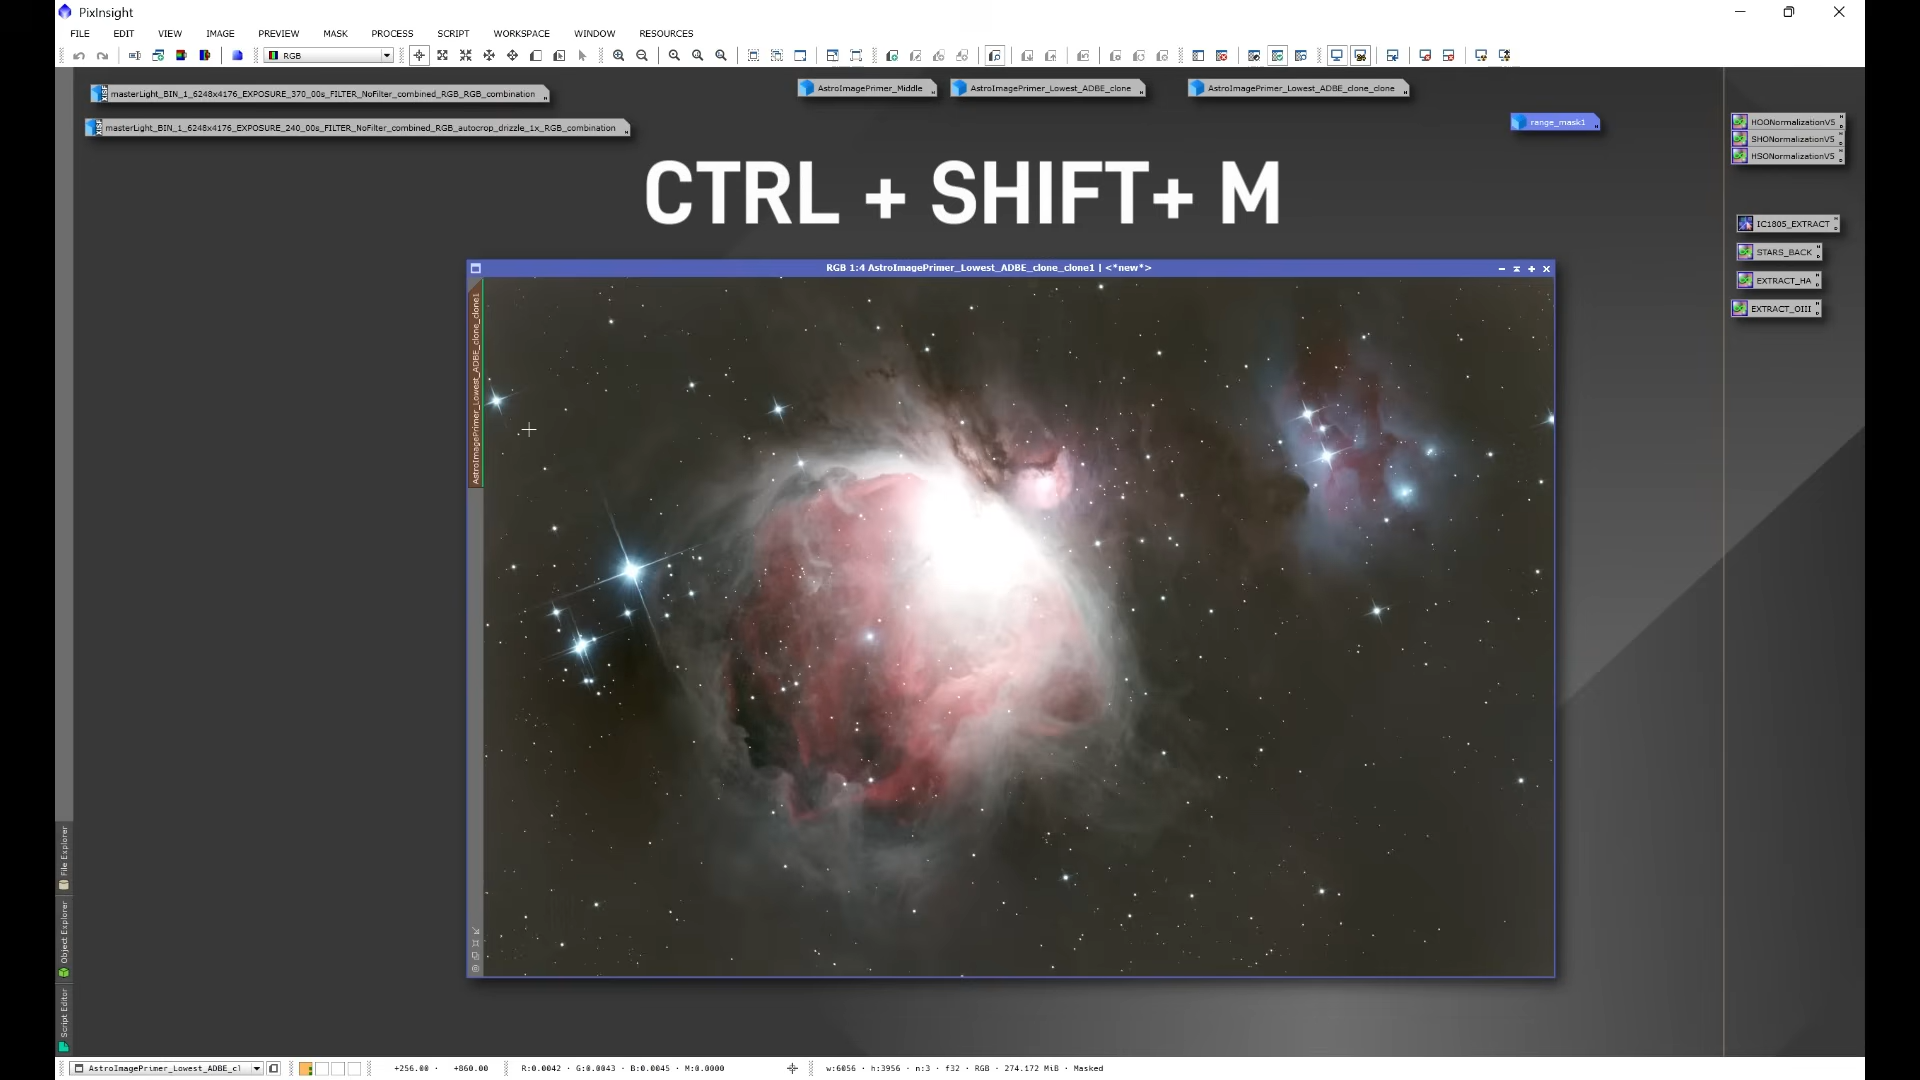 PixInsight
FILE EDIT VIEW IMAGE MASK PROCESS SCRIPT WORKSPACE WINDOW RESOURCES
RGB
masterLight_BIN_1_6248x4176_EXPOSURE_370_00s_FILTER_NoFilter_combined_RGB_RGB_combination
AstroImagePrimer_Middle
AstroImagePrimer_Lowest_ADBE_clone
AstroImagePrimer_Lowest_ADBE_clone_clone
masterLight_BIN_1_6248x4176_EXPOSURE_240_00s_FILTER_NoFilter_combined_RGB_autocrop_drizzle_1x_RGB_combination
range_mask1
HOONormalizationV5
SHONormalizationV5
HSONormalizationV5
CTRL + SHIFT+ M
IC1805_EXTRACT
STARS_BACK
EXTRACT_HA
EXTRACT_OIII
RGB 1:4 AstroImagePrimer_Lowest_ADBE_clone_clone1 | <*new*>
AstroImagePrimer_Lowest_ADBE_clone_clone1
File Explorer
Object Explorer
Script Editor
AstroImagePrimer_Lowest_ADBE_cl
+256.00 · +860.00
R:0.0042 · G:0.0043 · B:0.0045 · M:0.0000
w:6056 · h:3956 · n:3 · f32 · RGB · 274.172 MiB · Masked